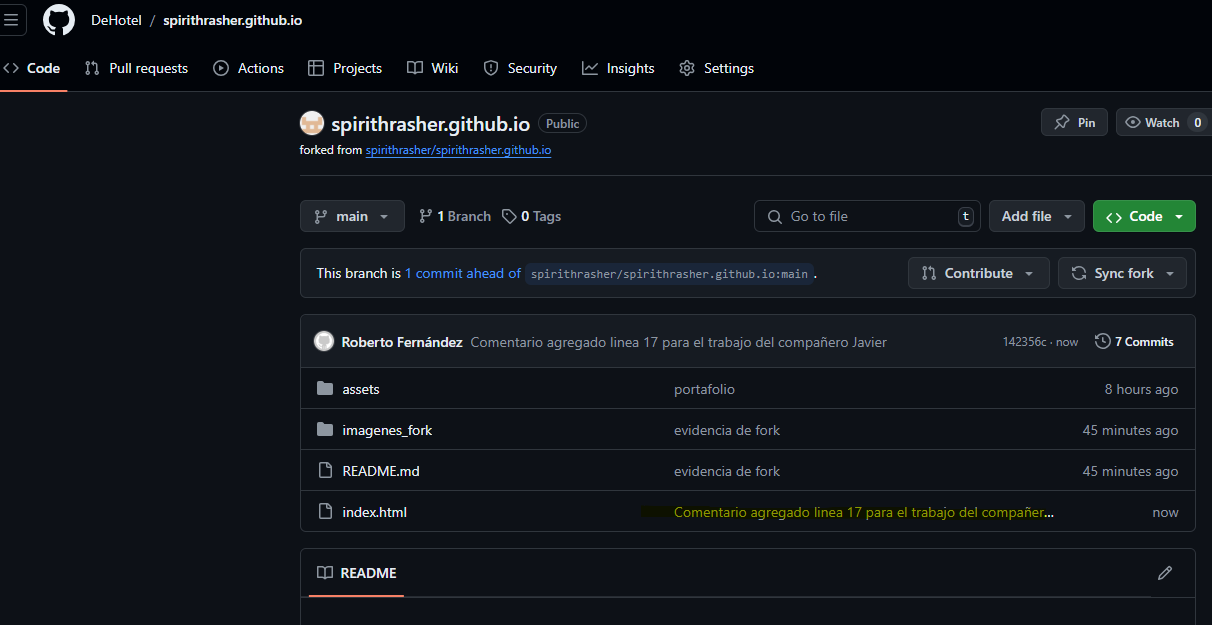 DeHotel / spirithrasher.github.io
Code Pull requests Actions Projects Wiki Security Insights Settings
spirithrasher.github.io Public Pin Watch 0
forked from spirithrasher/spirithrasher.github.io
main 1 Branch 0 Tags Go to file t Add file Code
This branch is 1 commit ahead of spirithrasher/spirithrasher.github.io:main . Contribute Sync fork
Roberto Fernández Comentario agregado linea 17 para el trabajo del compañero Javier 142356c · now 7 Commits
assets portafolio 8 hours ago
imagenes_fork evidencia de fork 45 minutes ago
README.md evidencia de fork 45 minutes ago
index.html Comentario agregado linea 17 para el trabajo del compañer... now
README